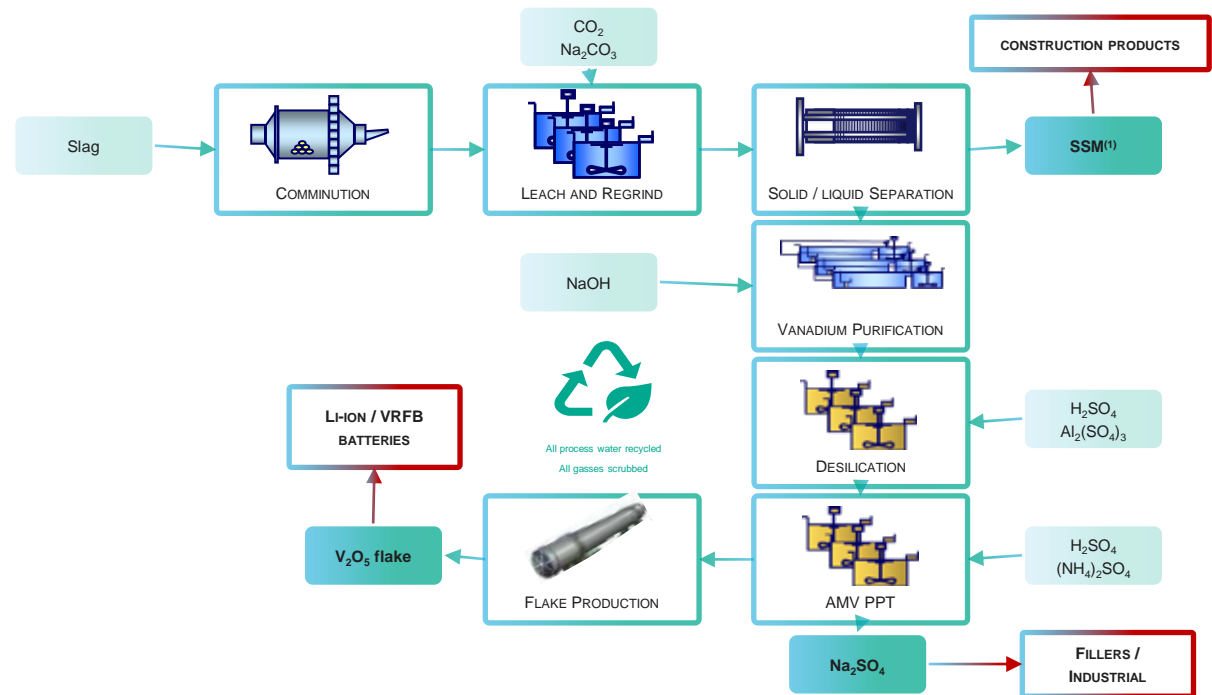 CO₂
Na₂CO₃
CONSTRUCTION PRODUCTS
Slag
COMMINUTION
LEACH AND REGRIND
SOLID / LIQUID SEPARATION
SSM⁽¹⁾
NaOH
VANADIUM PURIFICATION
LI-ION / VRFB
BATTERIES
All process water recycled
All gasses scrubbed
H₂SO₄
Al₂(SO₄)₃
DESILICATION
V₂O₅ flake
FLAKE PRODUCTION
AMV PPT
H₂SO₄
(NH₄)₂SO₄
Na₂SO₄
FILLERS /
INDUSTRIAL